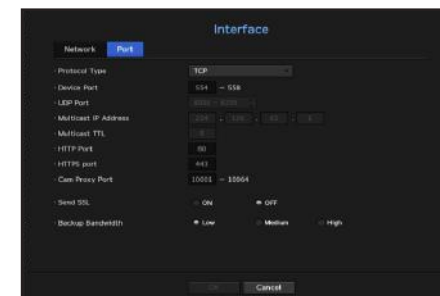 Interface
Network Port
· Protocol Type TCP
· Device Port 554 ~ 558
· UDP Port 8000 ~ 8200
· Multicast IP Address
· Multicast TTL
· HTTP Port 80
· HTTPS port 443
· Cam Proxy Port 10001 ~ 10064
· Send SSL ON OFF
· Backup Bandwidth Low Medium High
OK Cancel